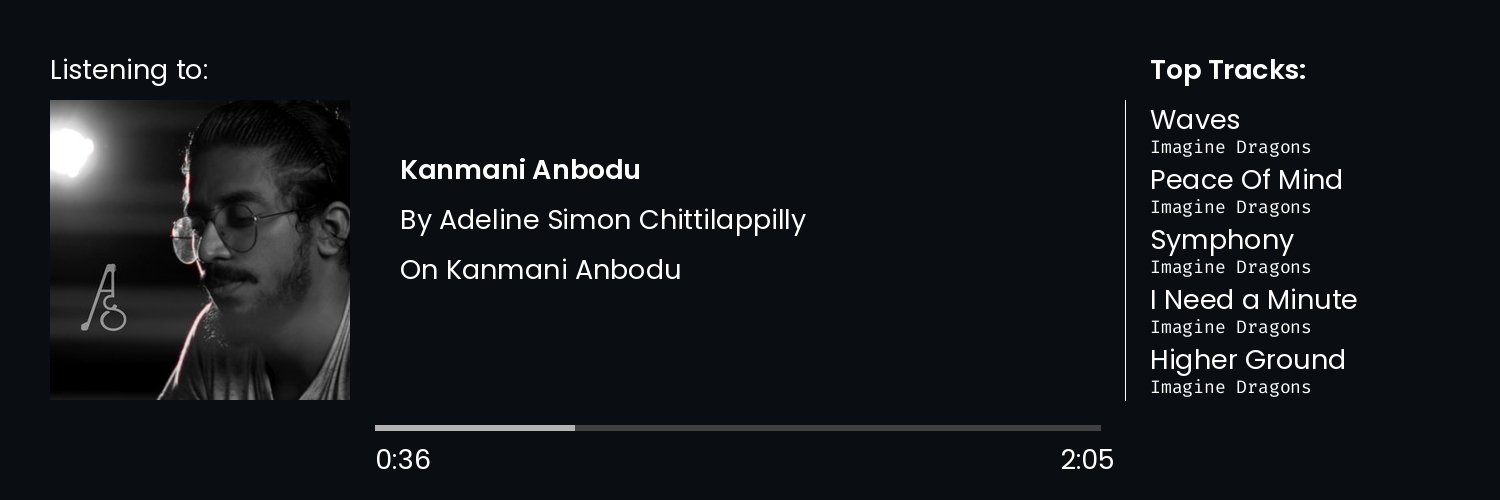 Listening to:
Kanmani Anbodu
By Adeline Simon Chittilappilly
On Kanmani Anbodu
0:36
2:05
Top Tracks:
Waves
Imagine Dragons
Peace Of Mind
Imagine Dragons
Symphony
Imagine Dragons
I Need a Minute
Imagine Dragons
Higher Ground
Imagine Dragons